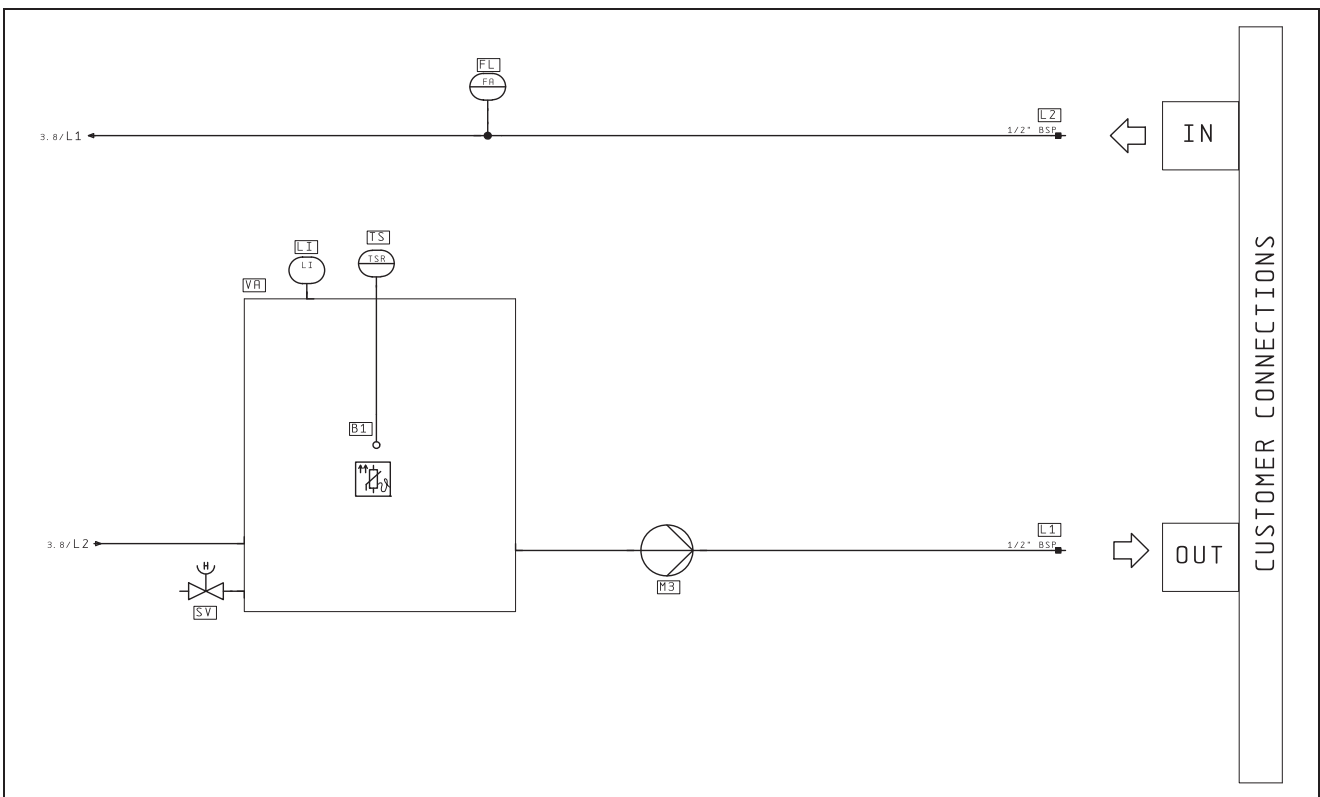 FL
FA
3.8/L1
L2
1/2" BSP
IN
TS
LI
TSR
LI
VA
CUSTOMER CONNECTIONS
B1
3.8/L2
L1
1/2" BSP
OUT
H
M3
SV